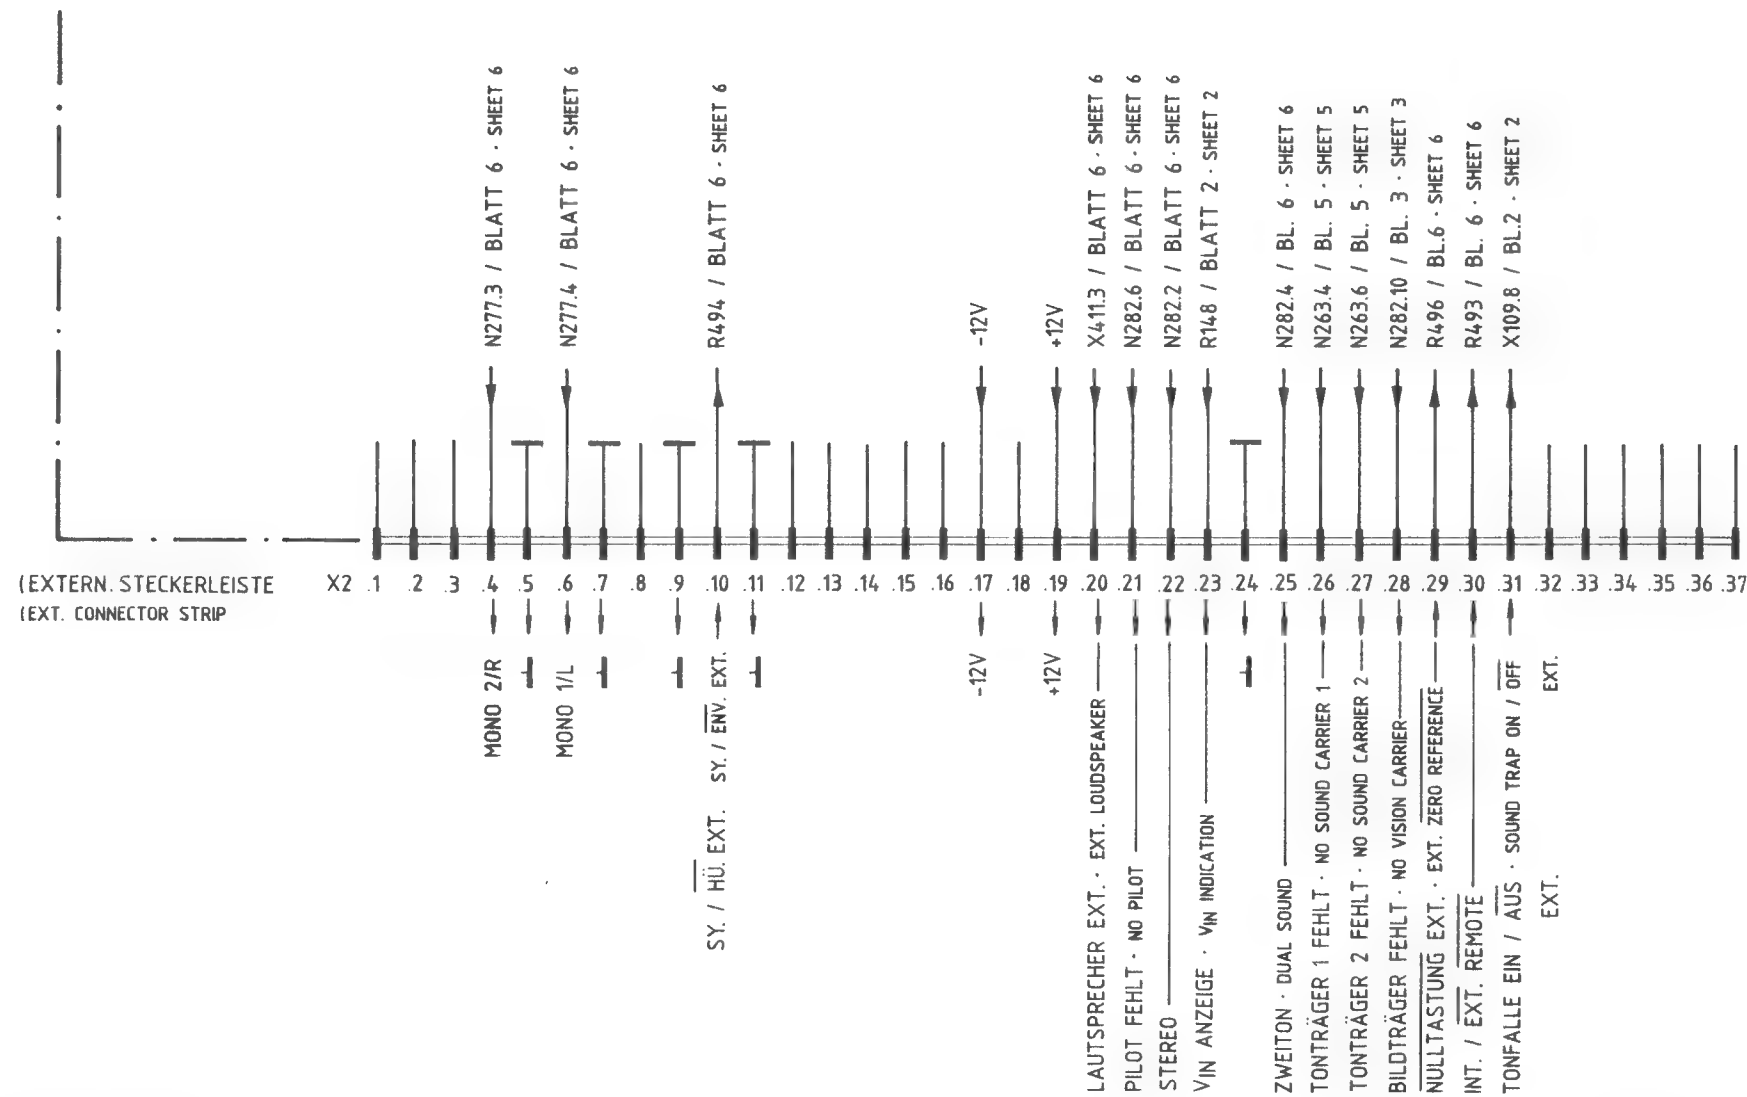 N277.3 / BLATT 6 · SHEET 6
N277.4 / BLATT 6 · SHEET 6
R494 / BLATT 6 · SHEET 6
-12V
+12V
X411.3 / BLATT 6 · SHEET 6
N282.6 / BLATT 6 · SHEET 6
N282.2 / BLATT 6 · SHEET 6
R148 / BLATT 2 · SHEET 2
N282.4 / BL. 6 · SHEET 6
N263.4 / BL. 5 · SHEET 5
N263.6 / BL. 5 · SHEET 5
N282.10 / BL. 3 · SHEET 3
R496 / BL.6 · SHEET 6
R493 / BL. 6 · SHEET 6
X109.8 / BL.2 · SHEET 2
(EXTERN. STECKERLEISTE X2 .1 .2 .3 .4 .5 .6 .7 .8 .9 .10 .11 .12 .13 .14 .15 .16 .17 .18 .19 .20 .21 .22 .23 .24 .25 .26 .27 .28 .29 .30 .31 .32 .33 .34 .35 .36 .37
(EXT. CONNECTOR STRIP
MONO 2/R
MONO 1/L
SY. / HÜ. EXT. SY. / ENV. EXT.
-12V
+12V
LAUTSPRECHER EXT. · EXT. LOUDSPEAKER
PILOT FEHLT · NO PILOT
STEREO
VIN ANZEIGE · VIN INDICATION
ZWEITON · DUAL SOUND
TONTRÄGER 1 FEHLT · NO SOUND CARRIER 1
TONTRÄGER 2 FEHLT · NO SOUND CARRIER 2
BILDTRÄGER FEHLT · NO VISION CARRIER
NULLTASTUNG EXT. · EXT. ZERO REFERENCE
INT. / EXT. REMOTE
TONFALLE EIN / AUS · SOUND TRAP ON / OFF
EXT. EXT.